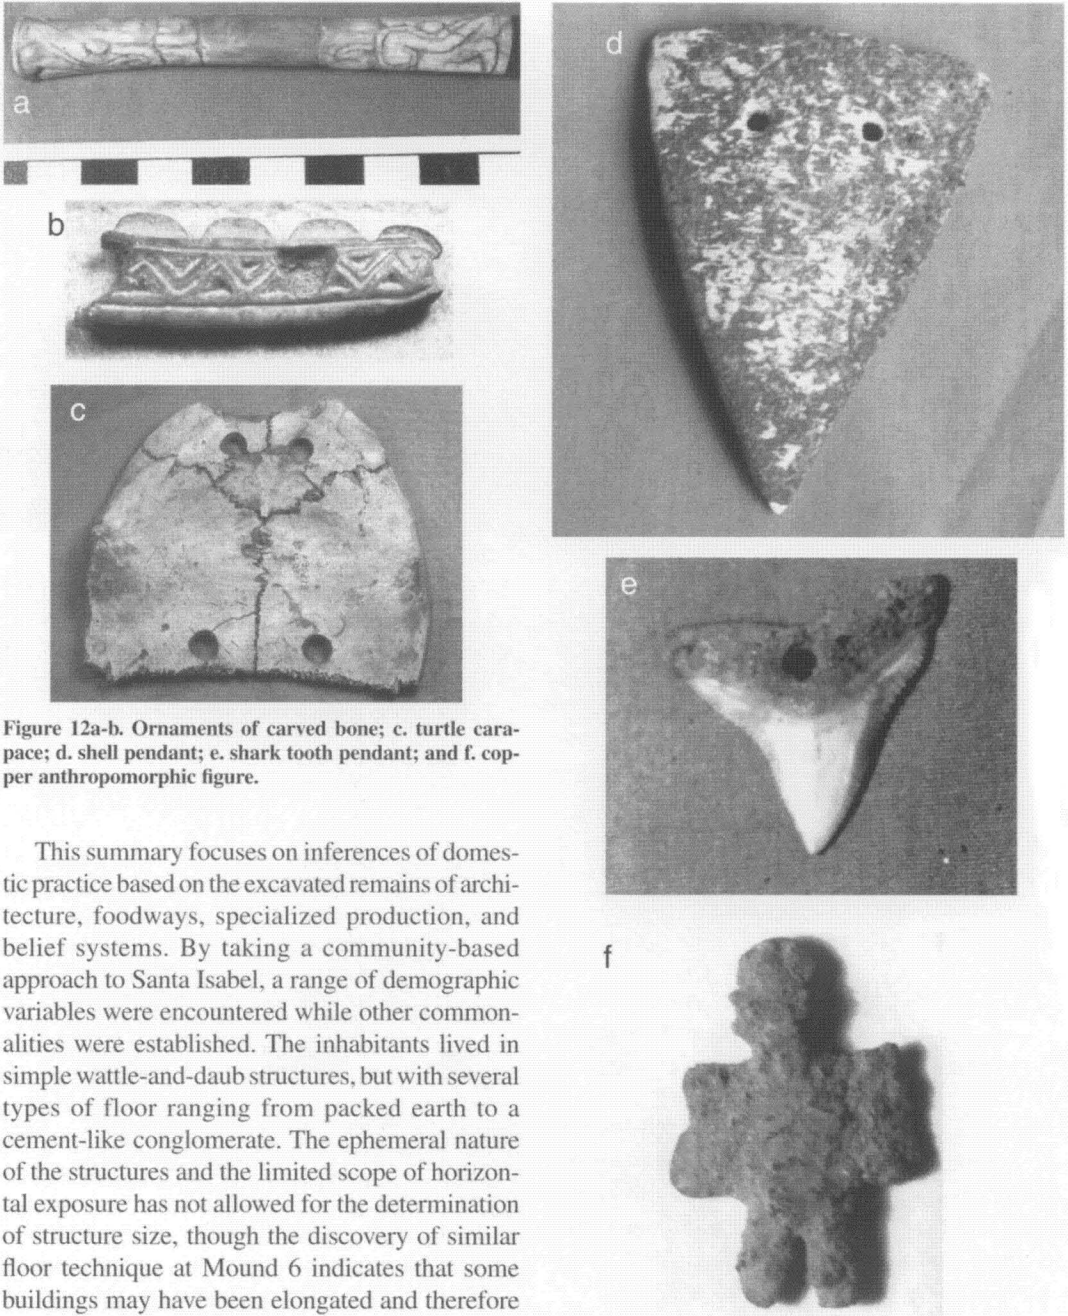 a
b
c
d
e
f
Figure 12a-b. Ornaments of carved bone; c. turtle cara-
pace; d. shell pendant; e. shark tooth pendant; and f. cop-
per anthropomorphic figure.
This summary focuses on inferences of domes-
tic practice based on the excavated remains of archi-
tecture, foodways, specialized production, and
belief systems. By taking a community-based
approach to Santa Isabel, a range of demographic
variables were encountered while other common-
alities were established. The inhabitants lived in
simple wattle-and-daub structures, but with several
types of floor ranging from packed earth to a
cement-like conglomerate. The ephemeral nature
of the structures and the limited scope of horizon-
tal exposure has not allowed for the determination
of structure size, though the discovery of similar
floor technique at Mound 6 indicates that some
buildings may have been elongated and therefore